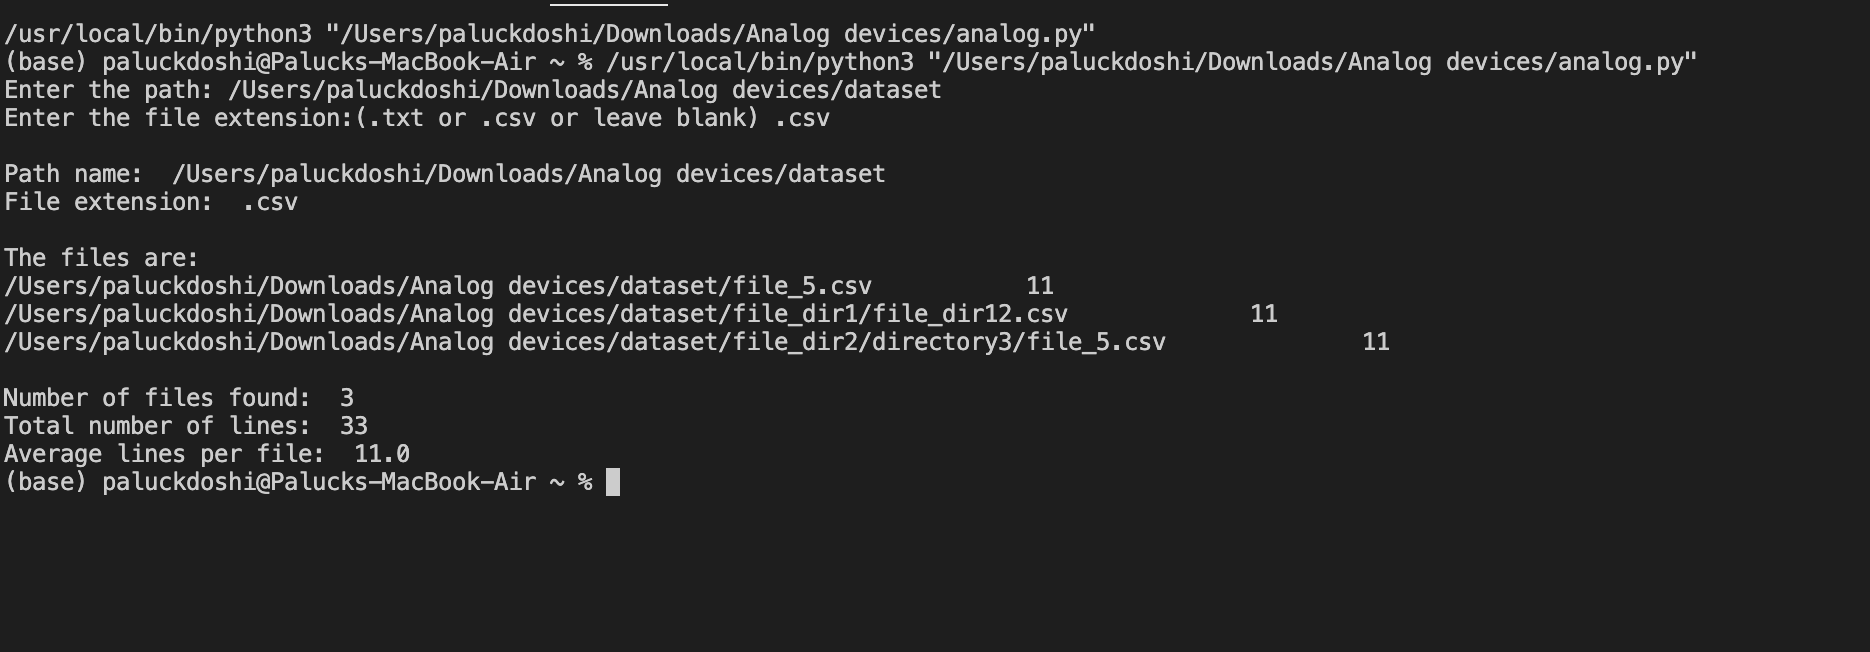 /usr/local/bin/python3 "/Users/paluckdoshi/Downloads/Analog devices/analog.py"
(base) paluckdoshi@Palucks-MacBook-Air ~ % /usr/local/bin/python3 "/Users/paluckdoshi/Downloads/Analog devices/analog.py"
Enter the path: /Users/paluckdoshi/Downloads/Analog devices/dataset
Enter the file extension:(.txt or .csv or leave blank) .csv
Path name:  /Users/paluckdoshi/Downloads/Analog devices/dataset
File extension:  .csv
The files are:
/Users/paluckdoshi/Downloads/Analog devices/dataset/file_5.csv           11
/Users/paluckdoshi/Downloads/Analog devices/dataset/file_dir1/file_dir12.csv             11
/Users/paluckdoshi/Downloads/Analog devices/dataset/file_dir2/directory3/file_5.csv              11
Number of files found:  3
Total number of lines:  33
Average lines per file:  11.0
(base) paluckdoshi@Palucks-MacBook-Air ~ %